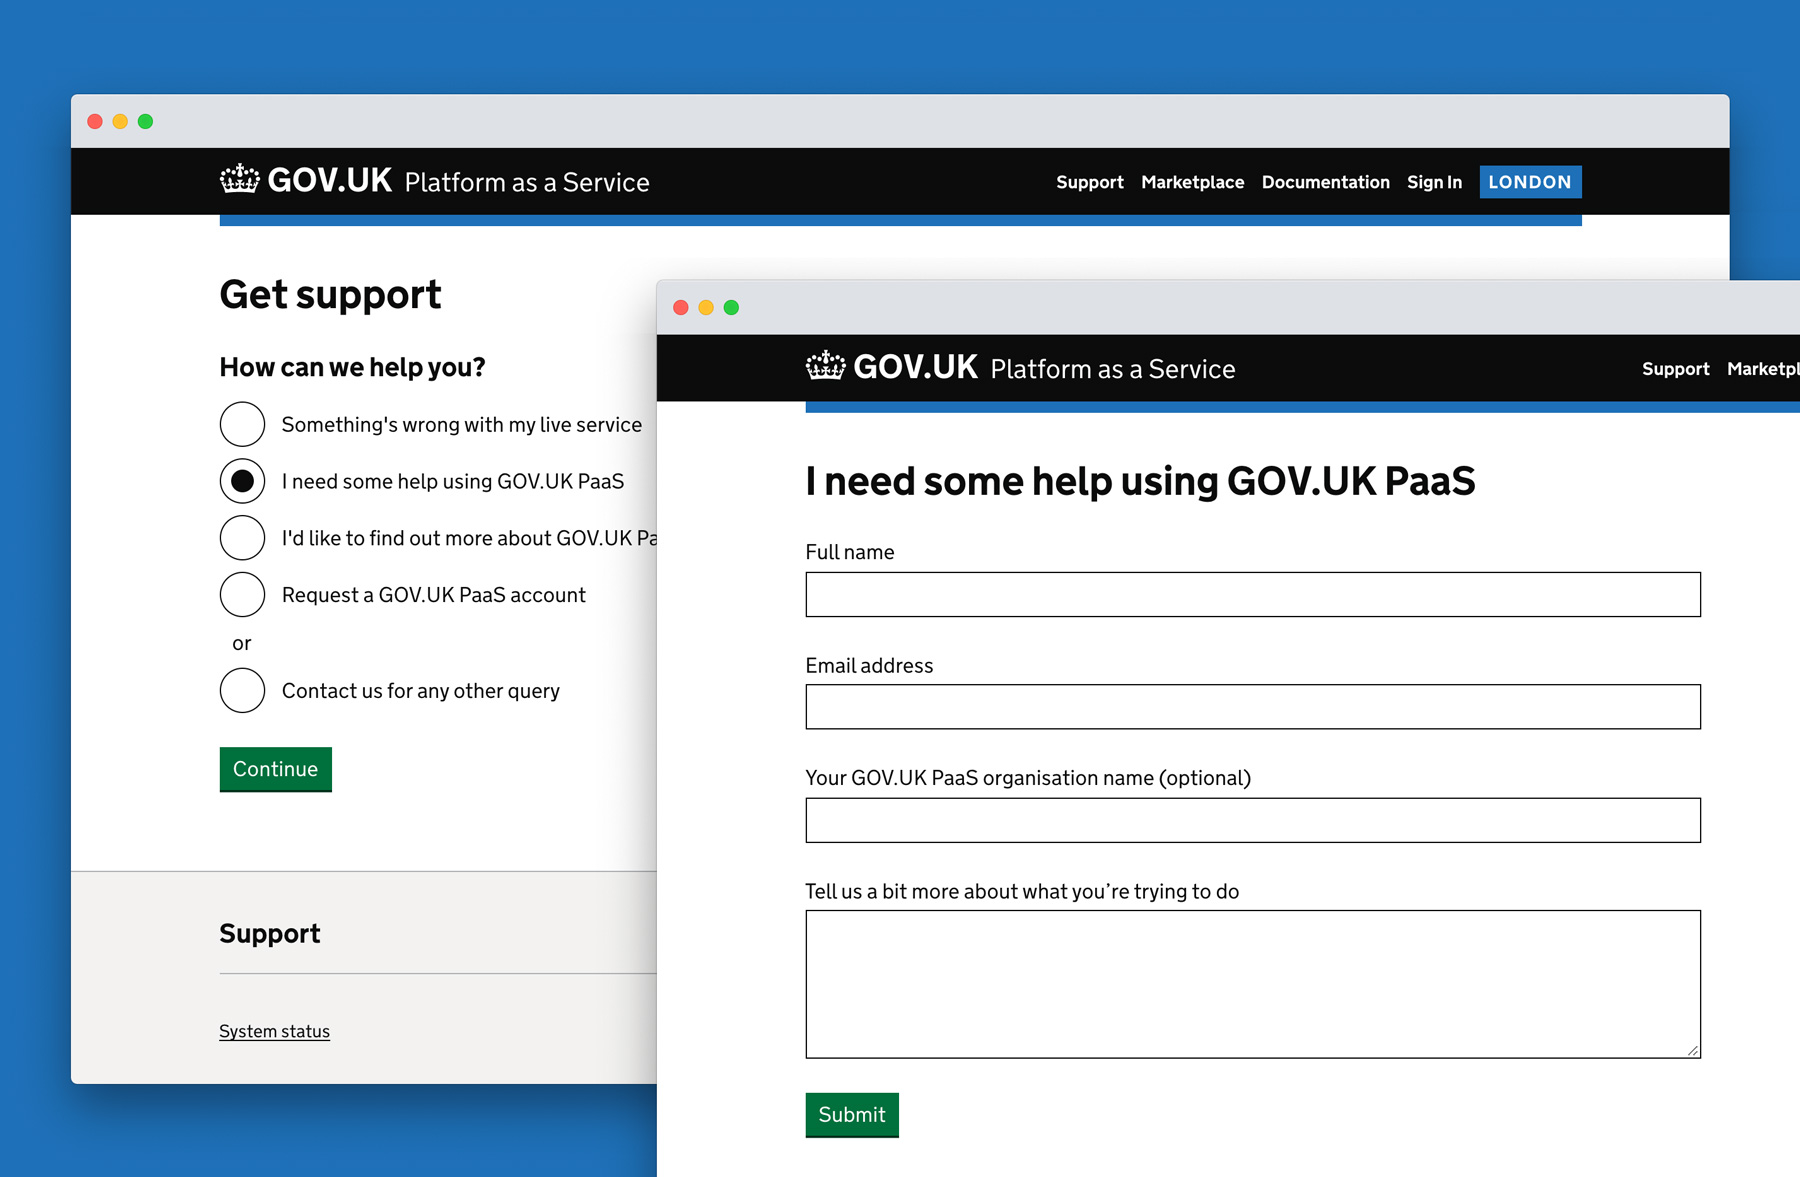 GOV.UK Platform as a Service
Support Marketplace Documentation Sign In LONDON
Get support
How can we help you?
Something's wrong with my live service
I need some help using GOV.UK PaaS
I'd like to find out more about GOV.UK Pa
Request a GOV.UK PaaS account
or
Contact us for any other query
Continue
Support
System status
GOV.UK Platform as a Service
Support Marketpl
I need some help using GOV.UK PaaS
Full name
Email address
Your GOV.UK PaaS organisation name (optional)
Tell us a bit more about what you’re trying to do
Submit